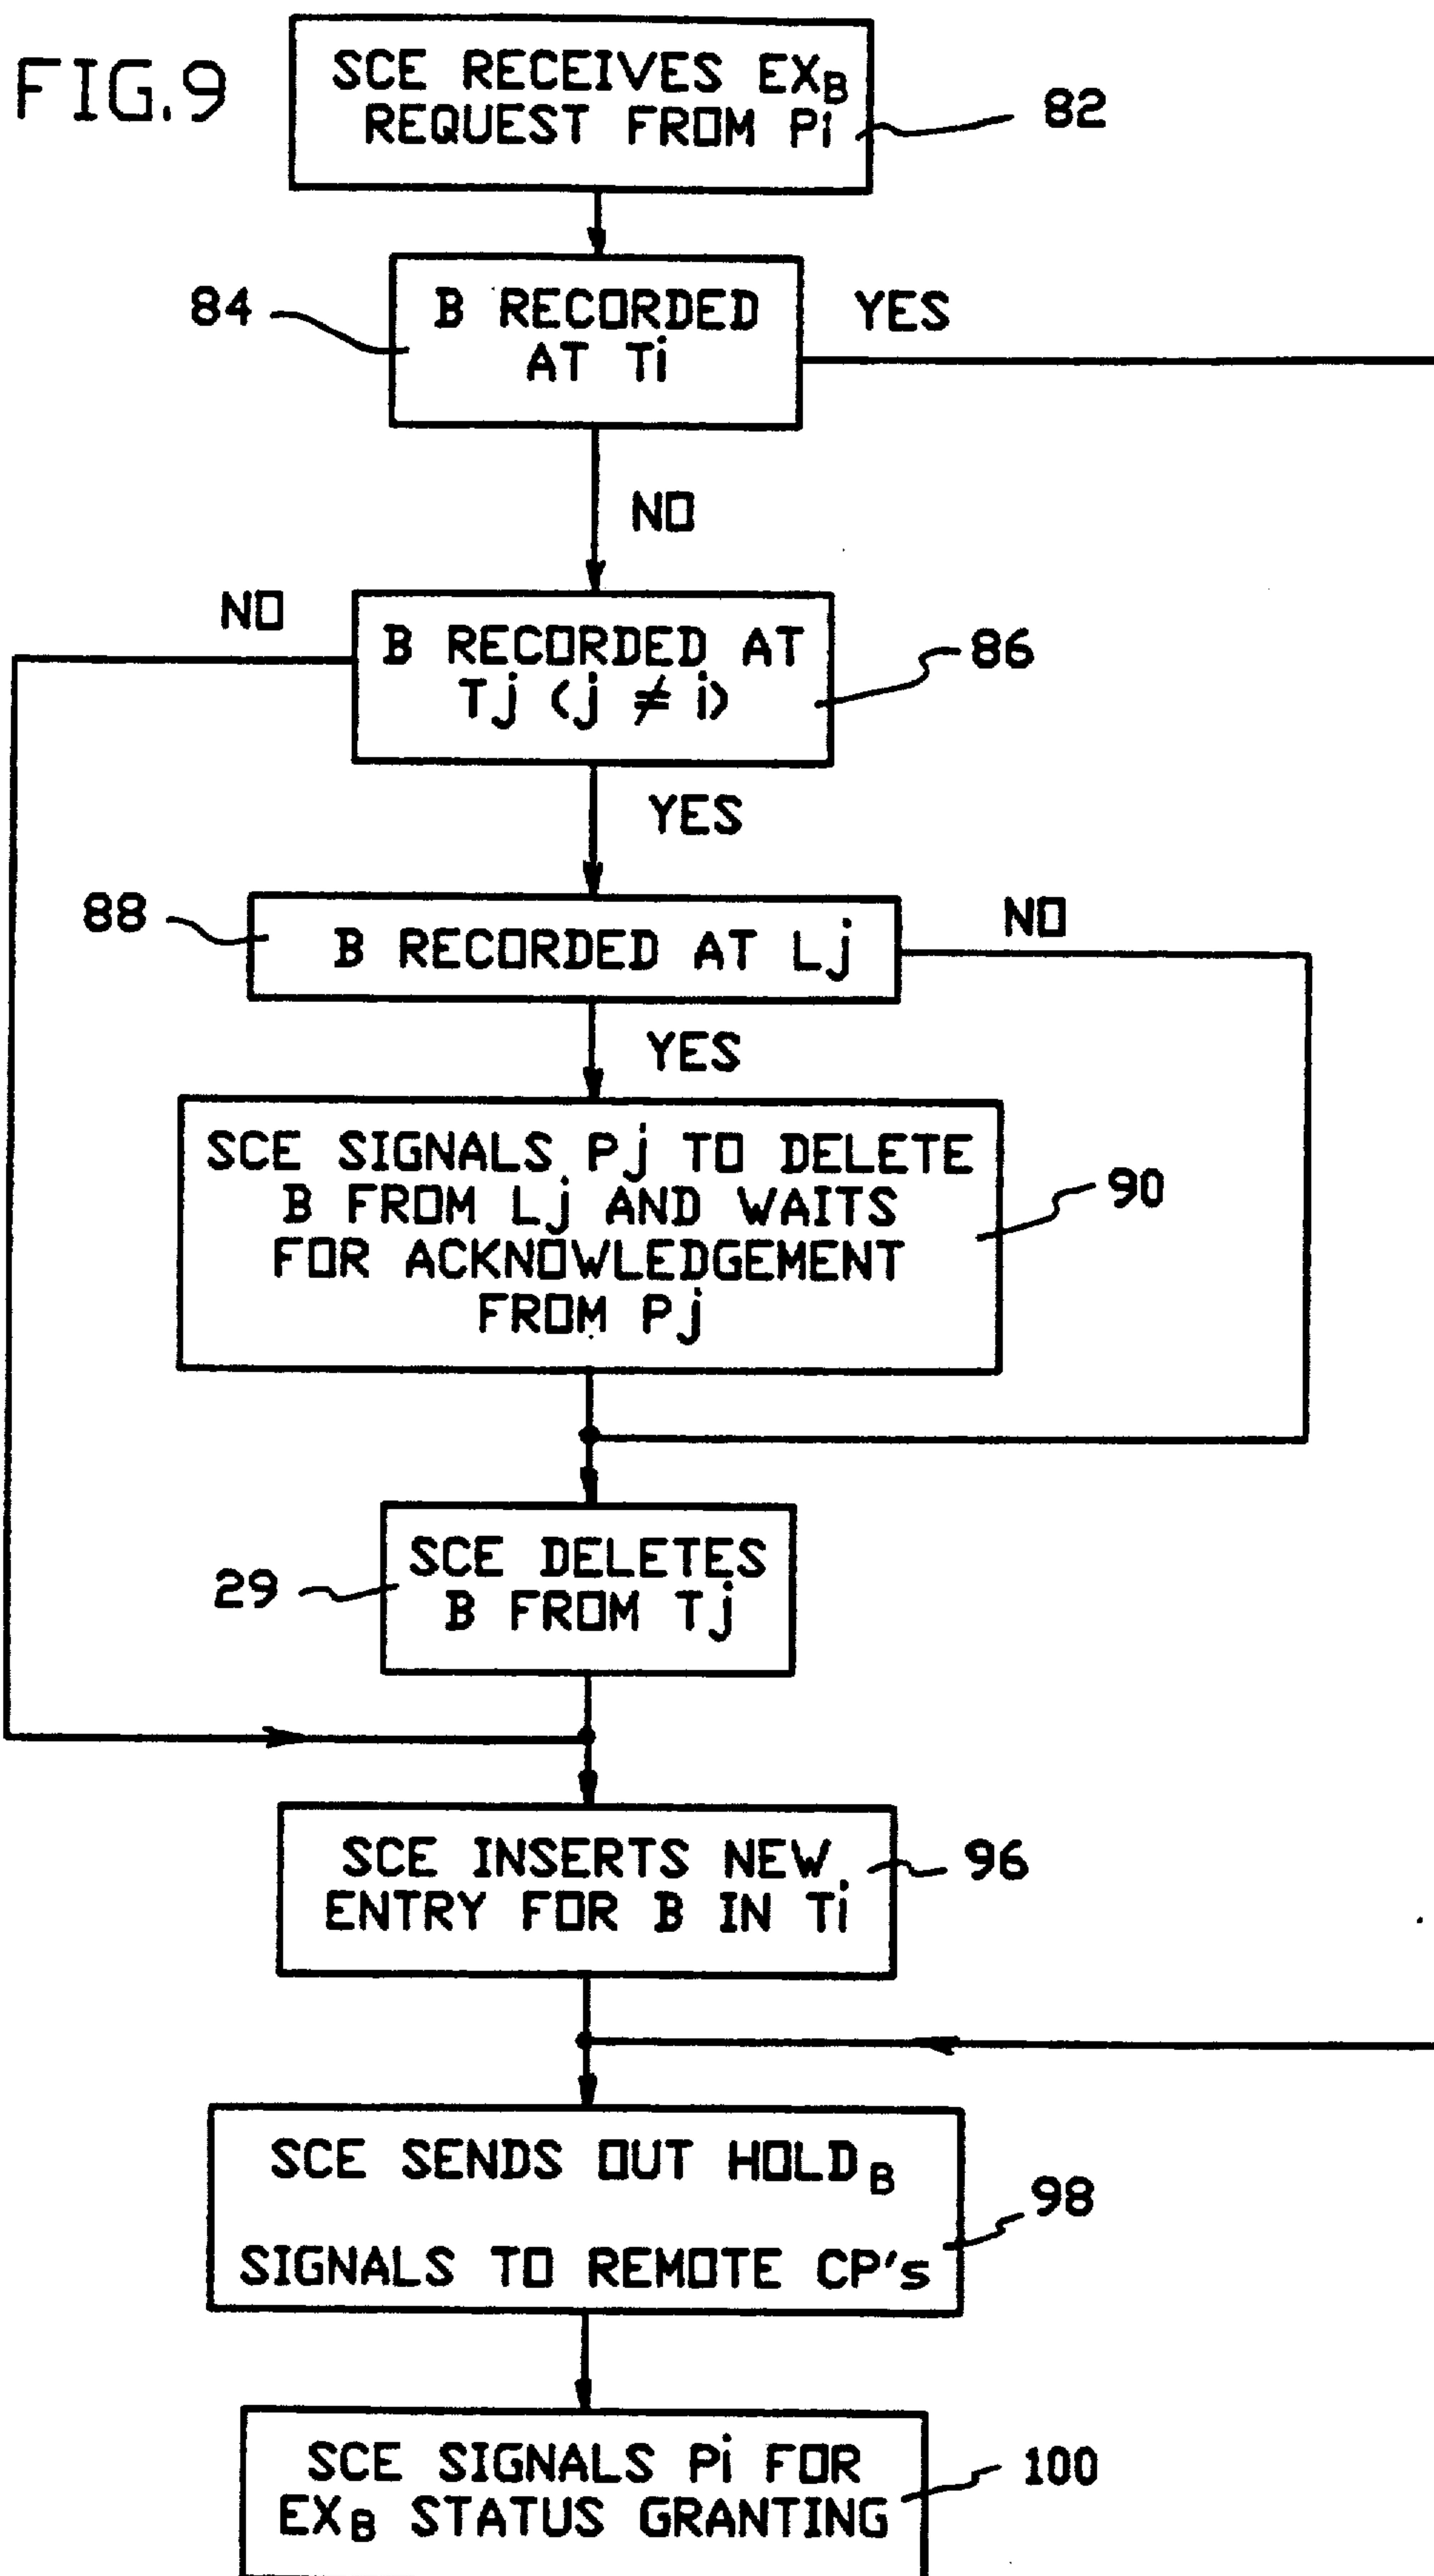 FIG.9
SCE RECEIVES EXB
REQUEST FROM Pi
82
84
B RECORDED
AT Ti
YES
NO
NO
B RECORDED AT
Tj (j ≠ i)
86
YES
88
B RECORDED AT Lj
NO
YES
SCE SIGNALS Pj TO DELETE
B FROM Lj AND WAITS
FOR ACKNOWLEDGEMENT
FROM Pj
90
29
SCE DELETES
B FROM Tj
SCE INSERTS NEW
ENTRY FOR B IN Ti
96
SCE SENDS OUT HOLDB
SIGNALS TO REMOTE CP's
98
SCE SIGNALS Pi FOR
EXB STATUS GRANTING
100